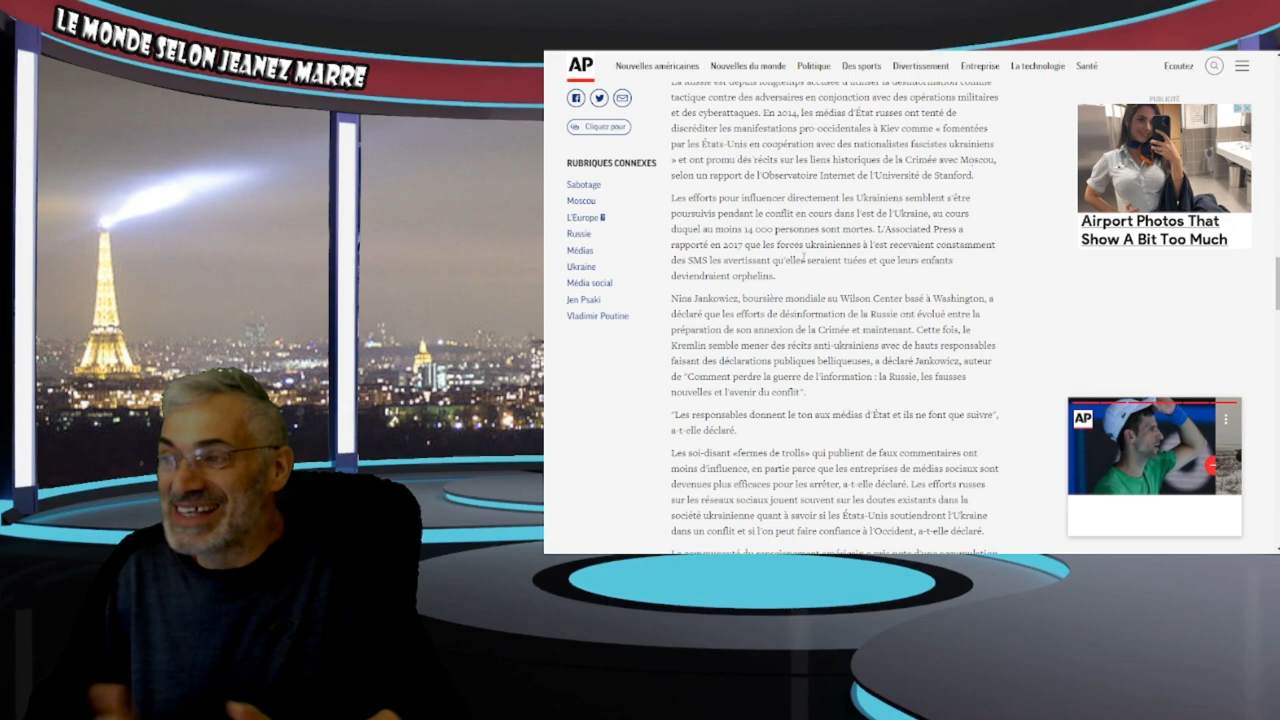 LE MONDE SELON JEANEZ MARRE
AP
Nouvelles américaines
Nouvelles du monde
Politique
Des sports
Divertissement
Entreprise
La technologie
Santé
Ecoutez
Cliquez pour
RUBRIQUES CONNEXES
Sabotage
Moscou
L'Europe
Russie
Médias
Ukraine
Média social
Jen Psaki
Vladimir Poutine
La Russie est depuis longtemps accusée d'utiliser la désinformation comme
tactique contre des adversaires en conjonction avec des opérations militaires
et des cyberattaques. En 2014, les médias d'État russes ont tenté de
discréditer les manifestations pro-occidentales à Kiev comme « fomentées
par les États-Unis en coopération avec des nationalistes fascistes ukrainiens
» et ont promu des récits sur les liens historiques de la Crimée avec Moscou,
selon un rapport de l'Observatoire Internet de l'Université de Stanford.
Les efforts pour influencer directement les Ukrainiens semblent s'être
poursuivis pendant le conflit en cours dans l'est de l'Ukraine, au cours
duquel au moins 14 000 personnes sont mortes. L'Associated Press a
rapporté en 2017 que les forces ukrainiennes à l'est recevaient constamment
des SMS les avertissant qu'elles seraient tuées et que leurs enfants
deviendraient orphelins.
Nina Jankowicz, boursière mondiale au Wilson Center basé à Washington, a
déclaré que les efforts de désinformation de la Russie ont évolué entre la
préparation de son annexion de la Crimée et maintenant. Cette fois, le
Kremlin semble mener des récits anti-ukrainiens avec de hauts responsables
faisant des déclarations publiques belliqueuses, a déclaré Jankowicz, auteur
de "Comment perdre la guerre de l'information : la Russie, les fausses
nouvelles et l'avenir du conflit".
"Les responsables donnent le ton aux médias d'État et ils ne font que suivre",
a-t-elle déclaré.
Les soi-disant «fermes de trolls» qui publient de faux commentaires ont
moins d'influence, en partie parce que les entreprises de médias sociaux sont
devenues plus efficaces pour les arrêter, a-t-elle déclaré. Les efforts russes
sur les réseaux sociaux jouent souvent sur les doutes existants dans la
société ukrainienne quant à savoir si les États-Unis soutiendront l'Ukraine
dans un conflit et si l'on peut faire confiance à l'Occident, a-t-elle déclaré.
PUBLICITÉ
Airport Photos That
Show A Bit Too Much
AP